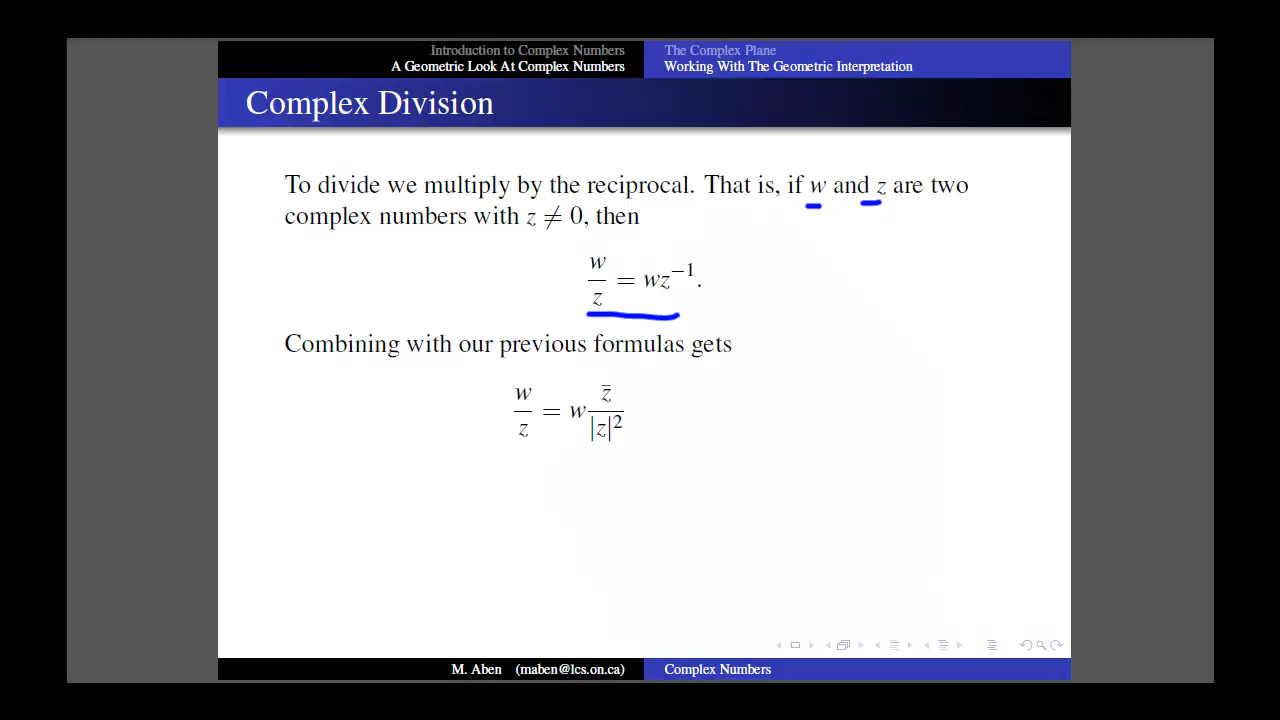 Introduction to Complex Numbers
A Geometric Look At Complex Numbers
The Complex Plane
Working With The Geometric Interpretation
Complex Division
To divide we multiply by the reciprocal. That is, if w and z are two
complex numbers with z ≠ 0, then
w/z = wz⁻¹.
Combining with our previous formulas gets
w/z = w z̄/|z|²
M. Aben (maben@lcs.on.ca)
Complex Numbers